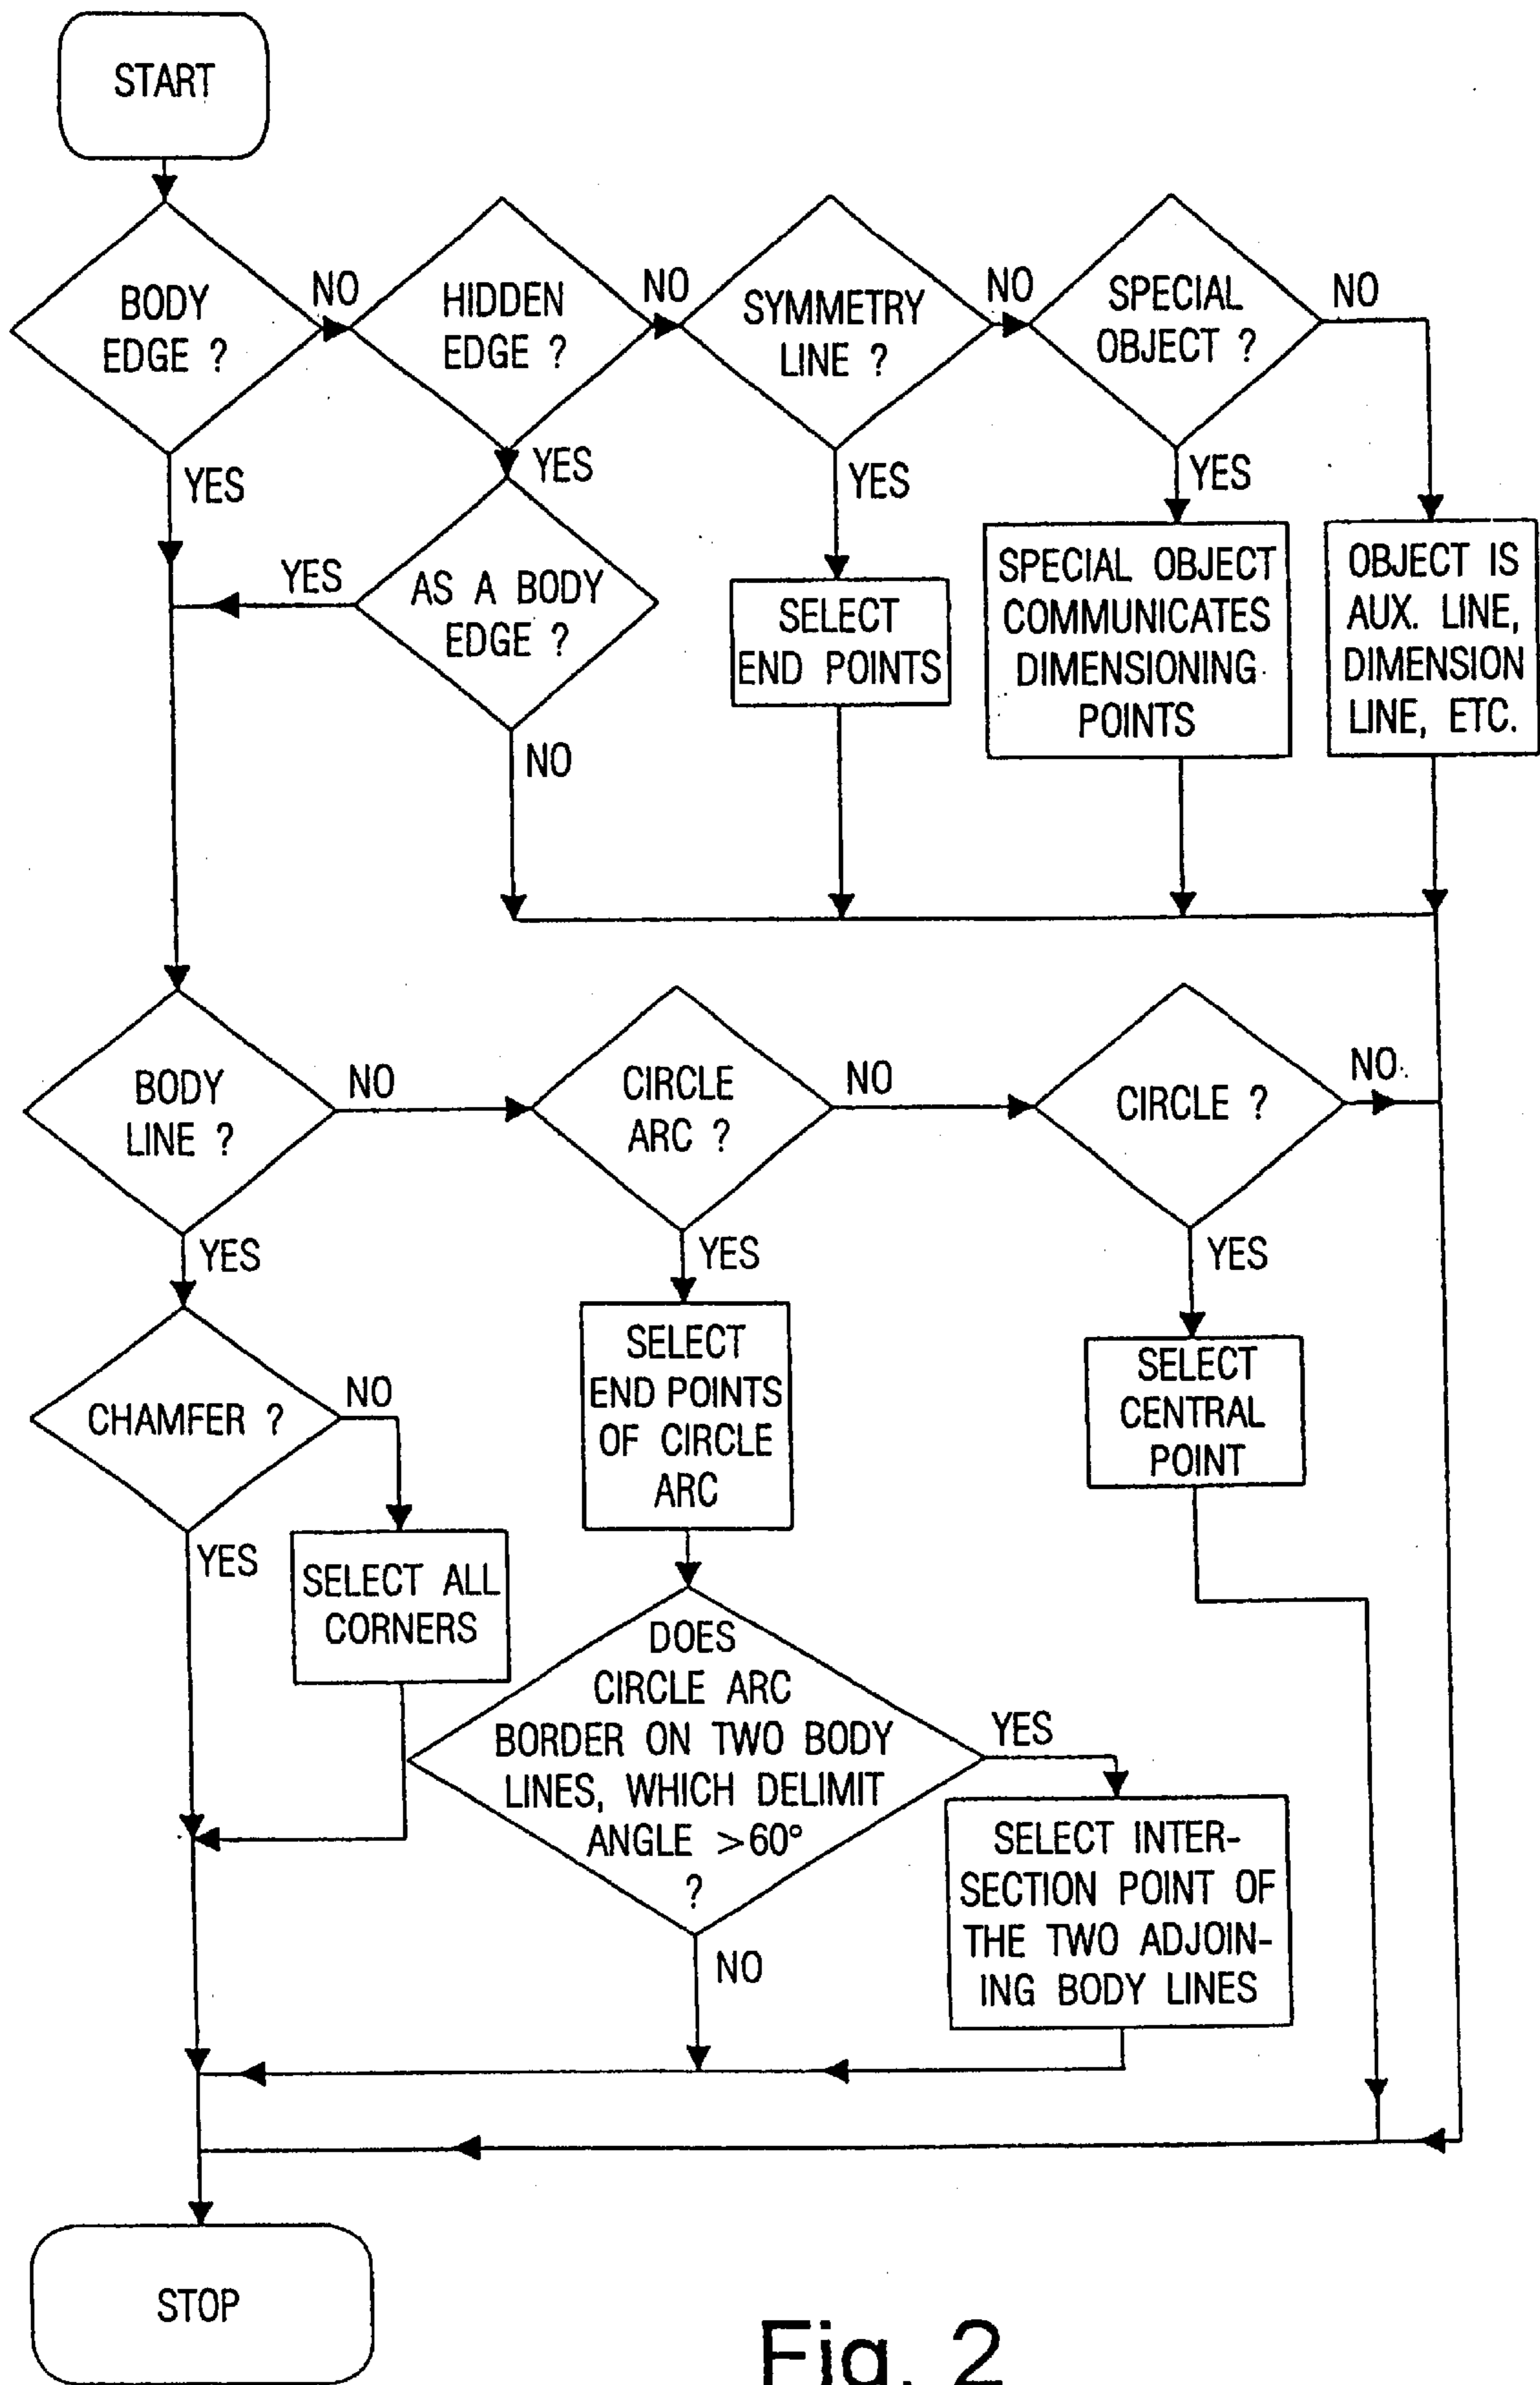 START
BODY
EDGE ?
NO
HIDDEN
EDGE ?
NO
SYMMETRY
LINE ?
NO
SPECIAL
OBJECT ?
NO
YES
YES
YES
YES
YES
AS A BODY
EDGE ?
NO
SELECT
END POINTS
SPECIAL OBJECT
COMMUNICATES
DIMENSIONING
POINTS
OBJECT IS
AUX. LINE,
DIMENSION
LINE, ETC.
BODY
LINE ?
NO
CIRCLE
ARC ?
NO
CIRCLE ?
NO
YES
YES
YES
CHAMFER ?
NO
YES
SELECT ALL
CORNERS
SELECT
END POINTS
OF CIRCLE
ARC
SELECT
CENTRAL
POINT
DOES
CIRCLE ARC
BORDER ON TWO BODY
LINES, WHICH DELIMIT
ANGLE >60°
?
YES
NO
SELECT INTER-
SECTION POINT OF
THE TWO ADJOIN-
ING BODY LINES
STOP
Fig. 2